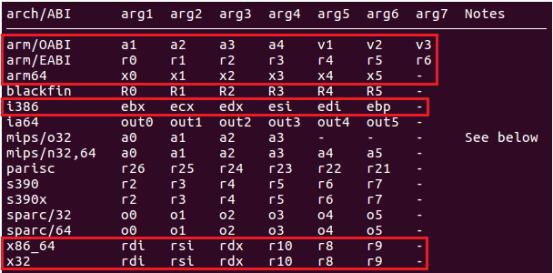 arch/ABI arg1 arg2 arg3 arg4 arg5 arg6 arg7 Notes
arm/OABI a1 a2 a3 a4 v1 v2 v3
arm/EABI r0 r1 r2 r3 r4 r5 r6
arm64 x0 x1 x2 x3 x4 x5 -
blackfin R0 R1 R2 R3 R4 R5 -
i386 ebx ecx edx esi edi ebp -
ia64 out0 out1 out2 out3 out4 out5 -
mips/o32 a0 a1 a2 a3 - - - See below
mips/n32,64 a0 a1 a2 a3 a4 a5 -
parisc r26 r25 r24 r23 r22 r21 -
s390 r2 r3 r4 r5 r6 r7 -
s390x r2 r3 r4 r5 r6 r7 -
sparc/32 o0 o1 o2 o3 o4 o5 -
sparc/64 o0 o1 o2 o3 o4 o5 -
x86_64 rdi rsi rdx r10 r8 r9 -
x32 rdi rsi rdx r10 r8 r9 -